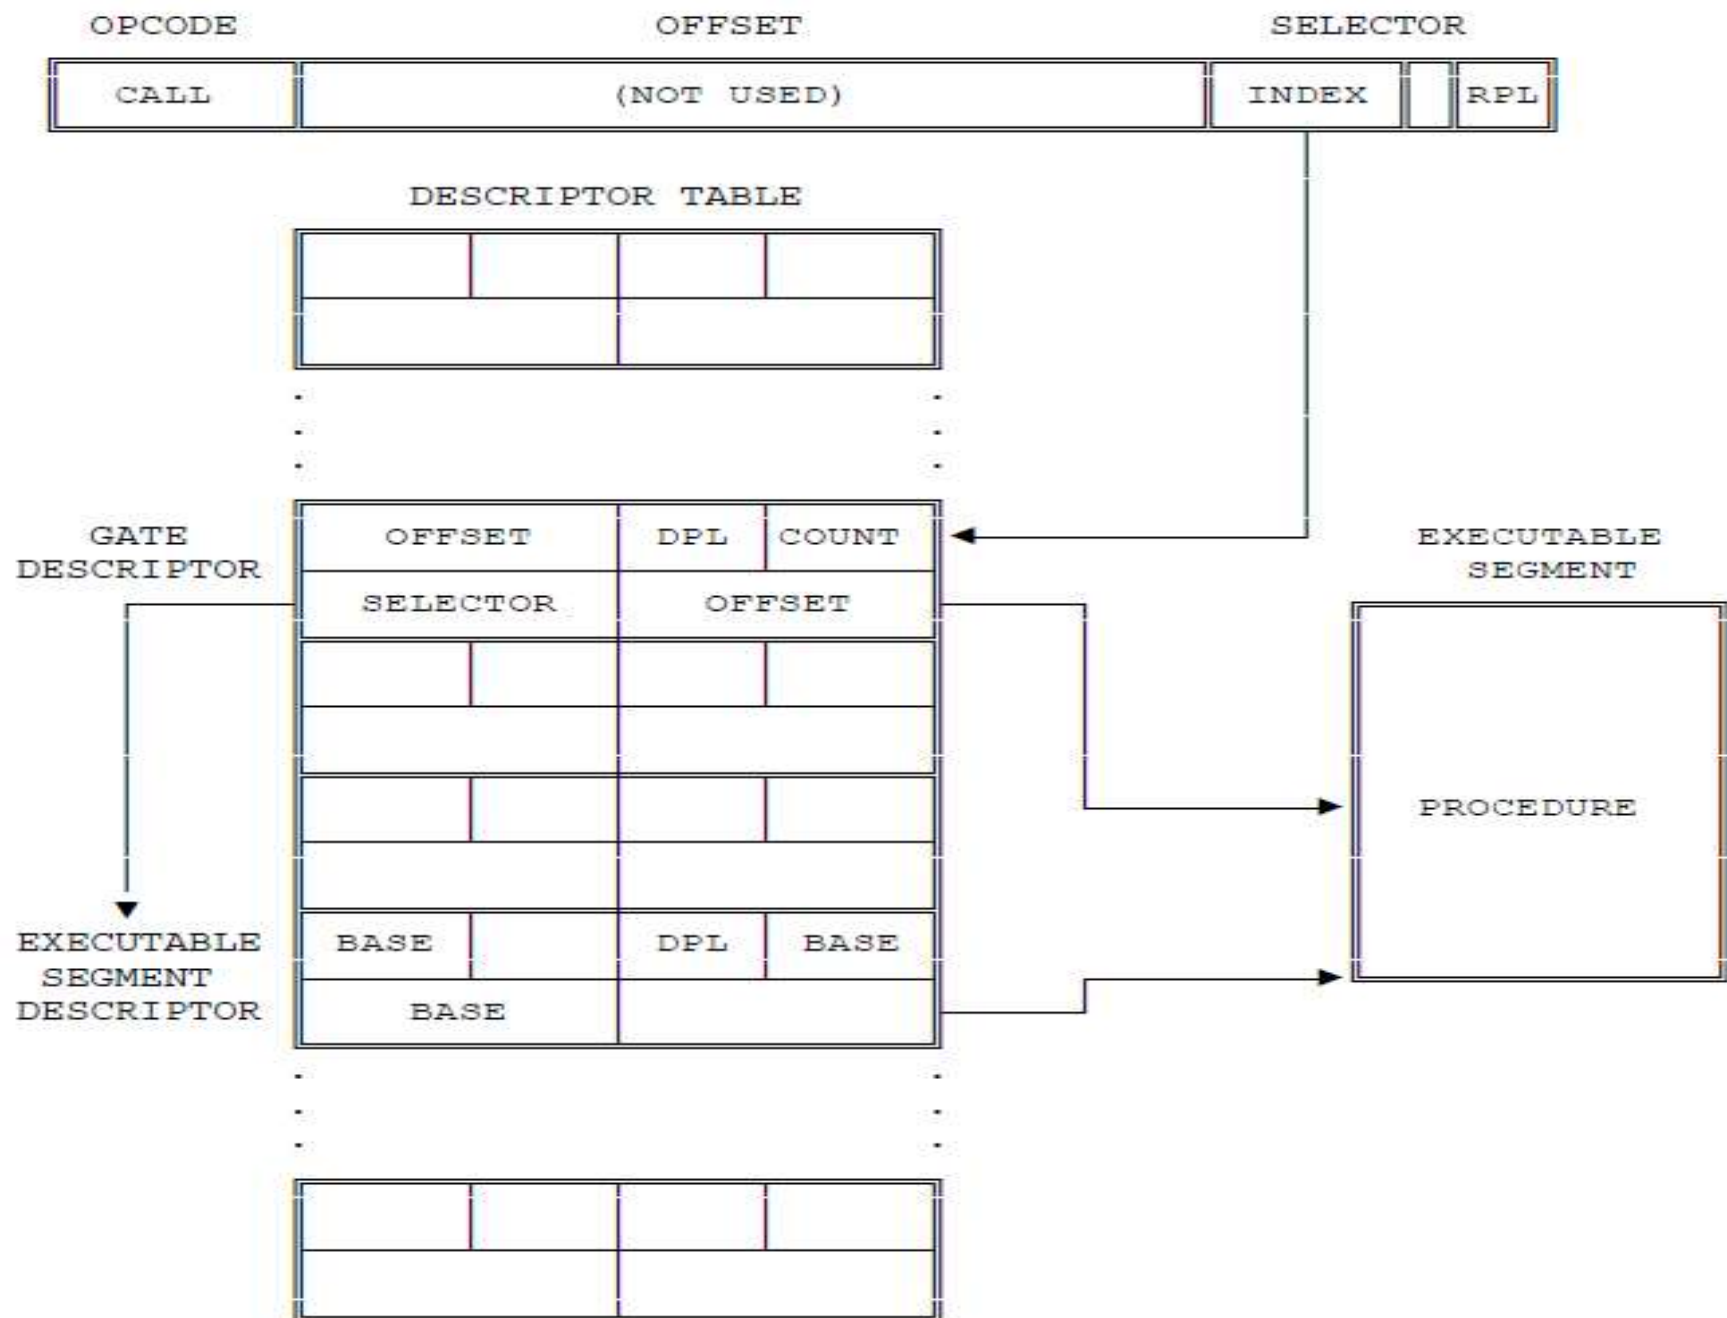 OPCODE OFFSET SELECTOR
CALL (NOT USED) INDEX RPL
DESCRIPTOR TABLE
GATE
DESCRIPTOR
OFFSET DPL COUNT
SELECTOR OFFSET
EXECUTABLE
SEGMENT
PROCEDURE
EXECUTABLE
SEGMENT
DESCRIPTOR
BASE DPL BASE
BASE